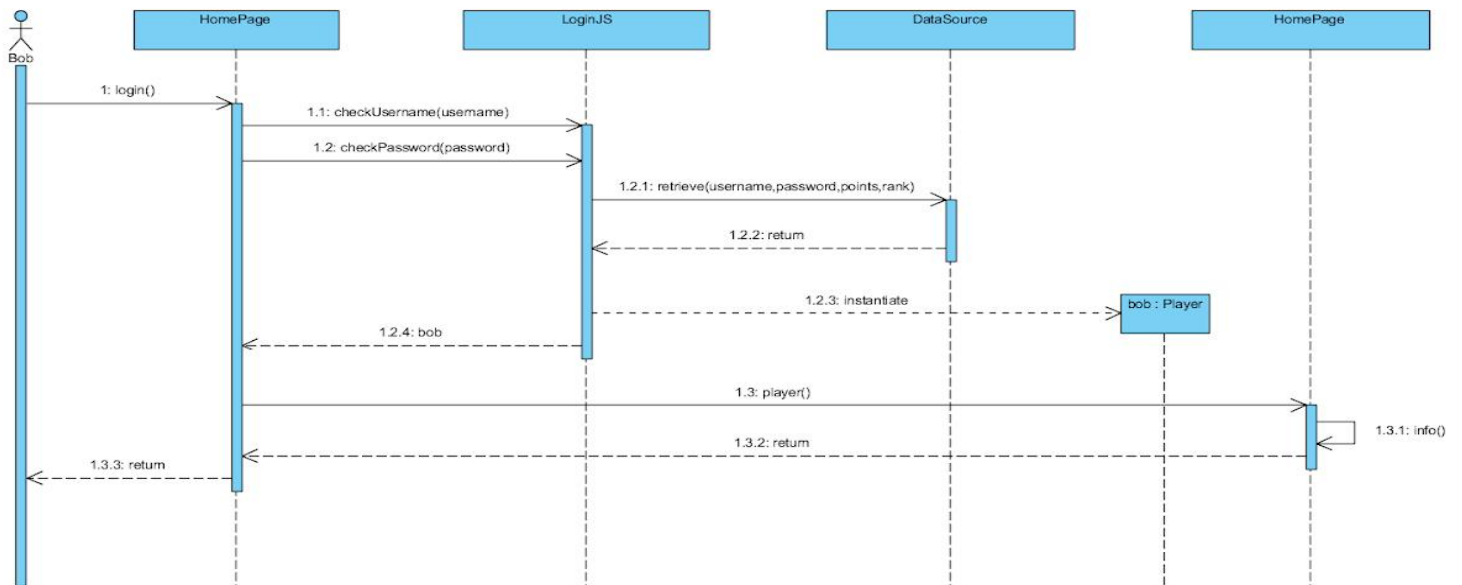 HomePage
LoginJS
DataSource
HomePage
Bob
1: login()
1.1: checkUsername(username)
1.2: checkPassword(password)
1.2.1: retrieve(username,password,points,rank)
1.2.2: return
1.2.3: instantiate
bob : Player
1.2.4: bob
1.3: player()
1.3.1: info()
1.3.2: return
1.3.3: return